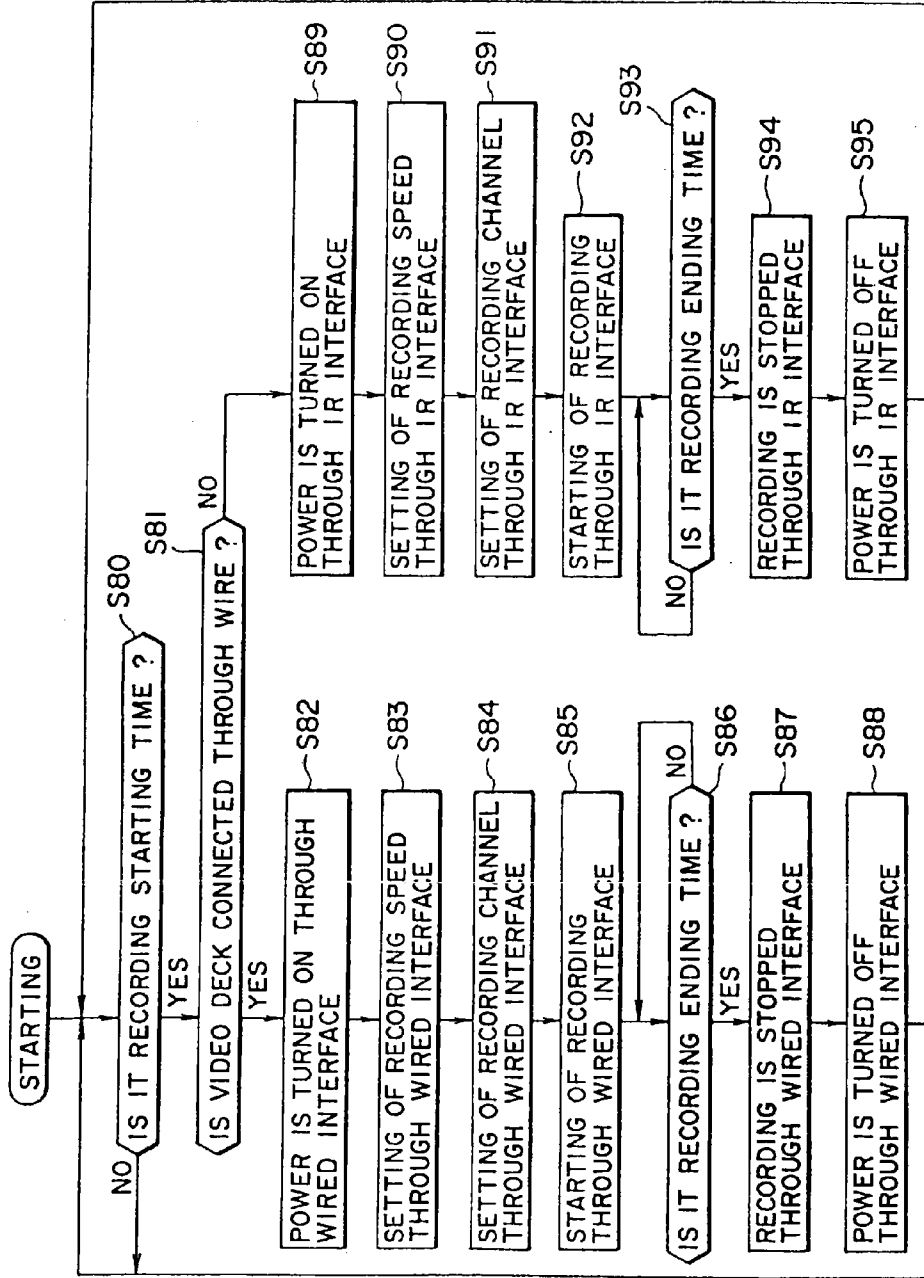 STARTING
IS IT RECORDING STARTING TIME ?
S80
NO
YES
IS VIDEO DECK CONNECTED THROUGH WIRE ?
S81
NO
YES
POWER IS TURNED ON THROUGH
WIRED INTERFACE
S82
SETTING OF RECORDING SPEED
THROUGH WIRED INTERFACE
S83
SETTING OF RECORDING CHANNEL
THROUGH WIRED INTERFACE
S84
STARTING OF RECORDING
THROUGH WIRED INTERFACE
S85
IS IT RECORDING ENDING TIME ?
S86
NO
YES
RECORDING IS STOPPED
THROUGH WIRED INTERFACE
S87
POWER IS TURNED OFF
THROUGH WIRED INTERFACE
S88
POWER IS TURNED ON
THROUGH IR INTERFACE
S89
SETTING OF RECORDING SPEED
THROUGH IR INTERFACE
S90
SETTING OF RECORDING CHANNEL
THROUGH IR INTERFACE
S91
STARTING OF RECORDING
THROUGH IR INTERFACE
S92
IS IT RECORDING ENDING TIME ?
S93
NO
YES
RECORDING IS STOPPED
THROUGH IR INTERFACE
S94
POWER IS TURNED OFF
THROUGH IR INTERFACE
S95